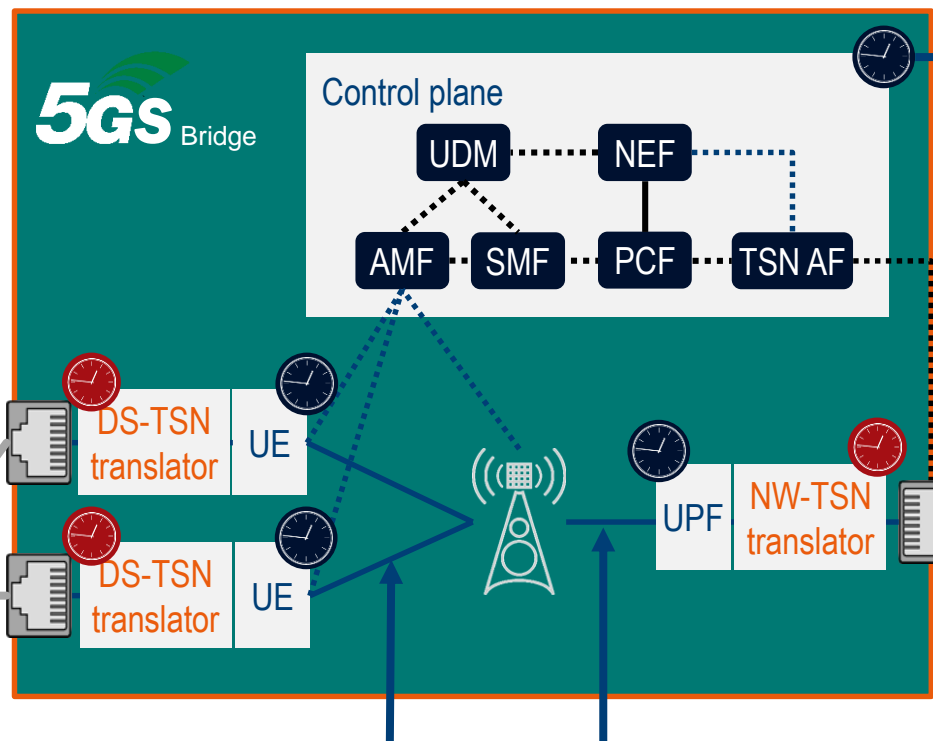 Control plane
5GS Bridge
UDM
NEF
AMF
SMF
PCF
TSN AF
DS-TSN
translator
UE
UPF
NW-TSN
translator
DS-TSN
translator
UE